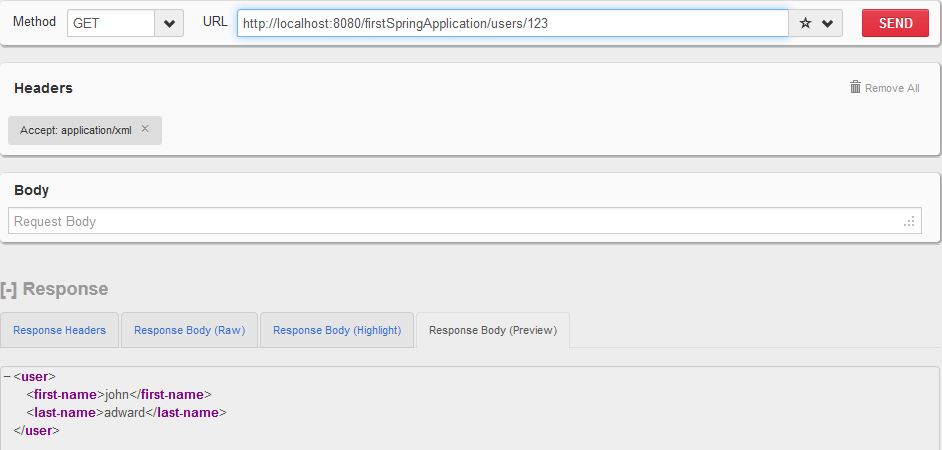 Method GET URL http://localhost:8080/firstSpringApplication/users/123 SEND
Headers Remove All
Accept: application/xml ×
Body
Request Body
[-] Response
Response Headers Response Body (Raw) Response Body (Highlight) Response Body (Preview)
− <user>
<first-name>john</first-name>
<last-name>adward</last-name>
</user>